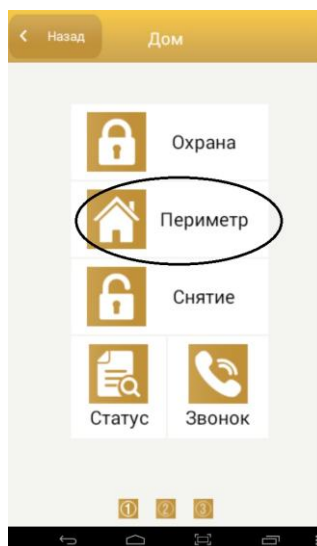 Назад
Дом
Охрана
Периметр
Снятие
Статус
Звонок
1 2 3